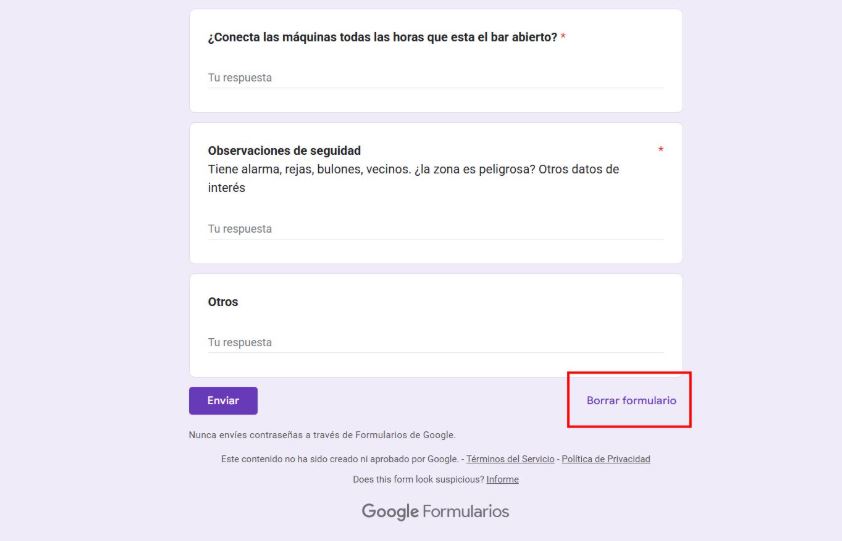 ¿Conecta las máquinas todas las horas que esta el bar abierto? *
Tu respuesta
Observaciones de seguidad *
Tiene alarma, rejas, bulones, vecinos. ¿la zona es peligrosa? Otros datos de
interés
Tu respuesta
Otros
Tu respuesta
Enviar Borrar formulario
Nunca envíes contraseñas a través de Formularios de Google.
Este contenido no ha sido creado ni aprobado por Google. - Términos del Servicio - Política de Privacidad
Does this form look suspicious? Informe
Google Formularios